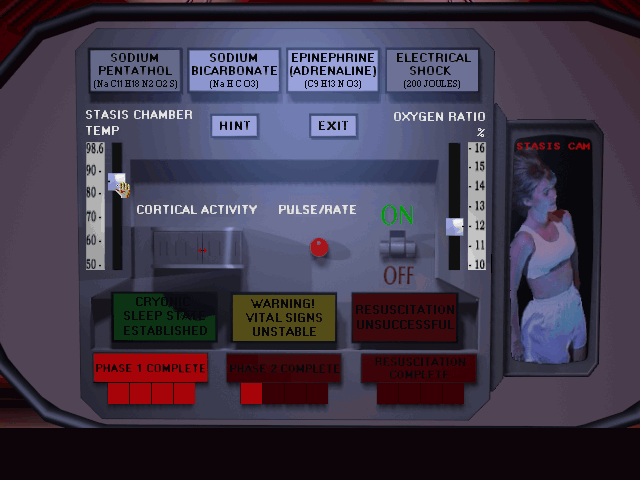 SODIUM
PENTATHOL
(Na C11 H18 N2 O2 S)
SODIUM
BICARBONATE
(Na H C O3)
EPINEPHRINE
(ADRENALINE)
(C9 H13 N O3)
ELECTRICAL
SHOCK
(200 JOULES)
STASIS CHAMBER
TEMP
HINT
EXIT
OXYGEN RATIO
%
98.6
90
80
70
60
50
16
15
14
13
12
11
10
STASIS CAM
CORTICAL ACTIVITY
PULSE/RATE
ON
OFF
CRYONIC
SLEEP STATE
ESTABLISHED
WARNING!
VITAL SIGNS
UNSTABLE
RESUSCITATION
UNSUCCESSFUL
PHASE 1 COMPLETE
PHASE 2 COMPLETE
RESUSCITATION
COMPLETE